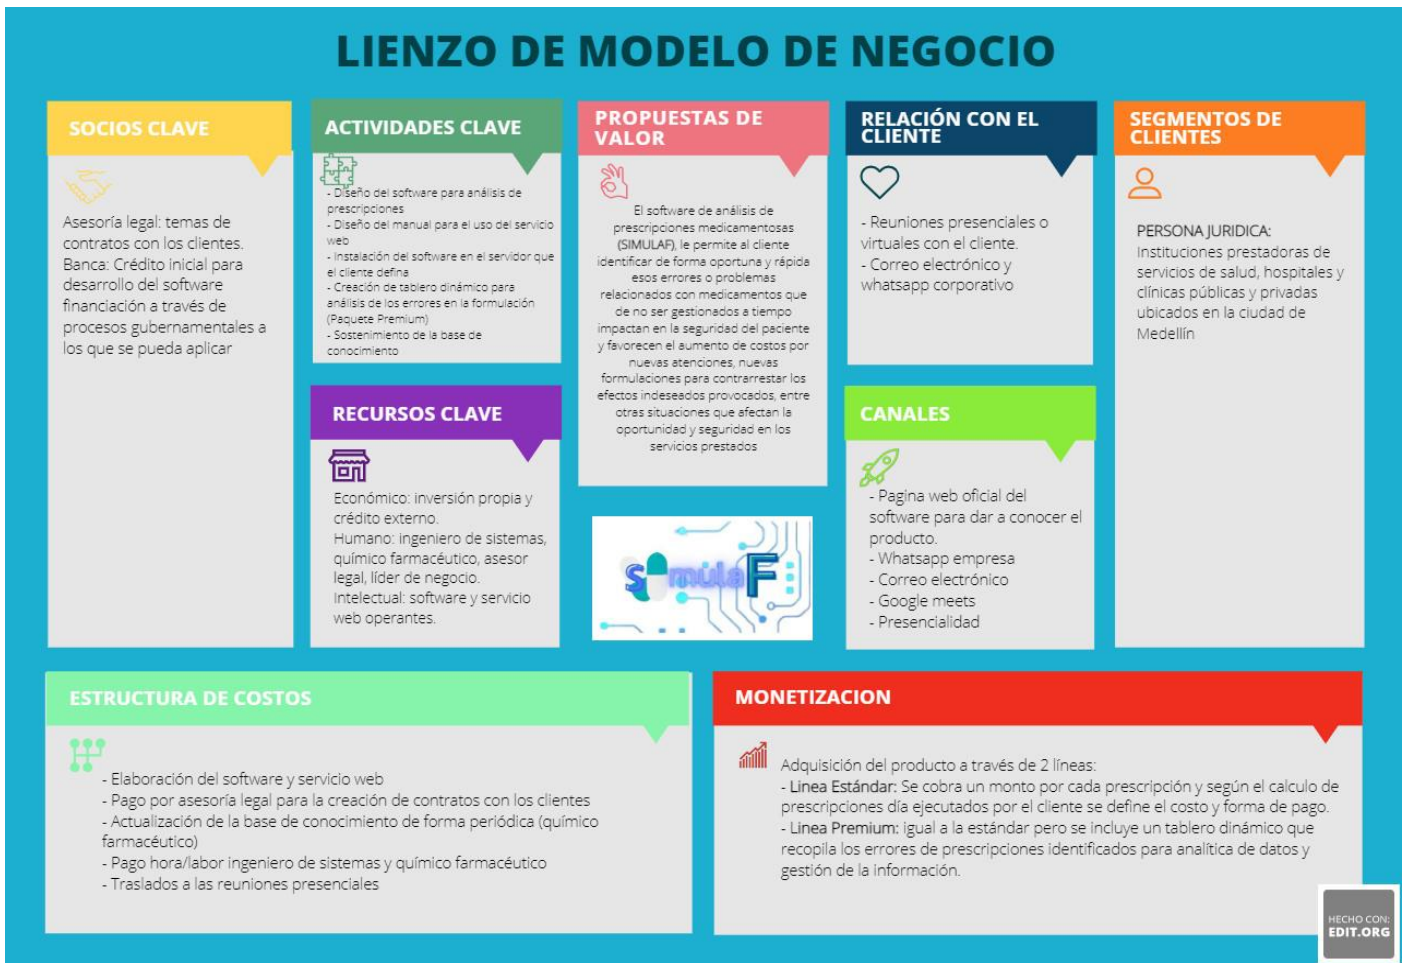 LIENZO DE MODELO DE NEGOCIO
SOCIOS CLAVE
Asesoría legal: temas de
contratos con los clientes.
Banca: Crédito inicial para
desarrollo del software
financiación a través de
procesos gubernamentales a
los que se pueda aplicar
ACTIVIDADES CLAVE
- Diseño del software para análisis de
prescripciones
- Diseño del manual para el uso del servicio
web
- Instalación del software en el servidor que
el cliente defina
- Creación de tablero dinámico para
análisis de los errores en la formulación
(Paquete Premium)
- Sostenimiento de la base de
conocimiento
RECURSOS CLAVE
Económico: inversión propia y
crédito externo.
Humano: ingeniero de sistemas,
químico farmacéutico, asesor
legal, líder de negocio.
Intelectual: software y servicio
web operantes.
PROPUESTAS DE
VALOR
El software de análisis de
prescripciones medicamentosas
(SIMULAF), le permite al cliente
identificar de forma oportuna y rápida
esos errores o problemas
relacionados con medicamentos que
de no ser gestionados a tiempo
impactan en la seguridad del paciente
y favorecen el aumento de costos por
nuevas atenciones, nuevas
formulaciones para contrarrestar los
efectos indeseados provocados, entre
otras situaciones que afectan la
oportunidad y seguridad en los
servicios prestados
SimúlaF
RELACIÓN CON EL
CLIENTE
- Reuniones presenciales o
virtuales con el cliente.
- Correo electrónico y
whatsapp corporativo
CANALES
- Pagina web oficial del
software para dar a conocer el
producto.
- Whatsapp empresa
- Correo electrónico
- Google meets
- Presencialidad
SEGMENTOS DE
CLIENTES
PERSONA JURIDICA:
Instituciones prestadoras de
servicios de salud, hospitales y
clínicas públicas y privadas
ubicados en la ciudad de
Medellín
ESTRUCTURA DE COSTOS
- Elaboración del software y servicio web
- Pago por asesoría legal para la creación de contratos con los clientes
- Actualización de la base de conocimiento de forma periódica (químico
farmacéutico)
- Pago hora/labor ingeniero de sistemas y químico farmacéutico
- Traslados a las reuniones presenciales
MONETIZACION
Adquisición del producto a través de 2 líneas:
- Linea Estándar: Se cobra un monto por cada prescripción y según el calculo de
prescripciones día ejecutados por el cliente se define el costo y forma de pago.
- Linea Premium: igual a la estándar pero se incluye un tablero dinámico que
recopila los errores de prescripciones identificados para analítica de datos y
gestión de la información.
HECHO CON:
EDIT.ORG